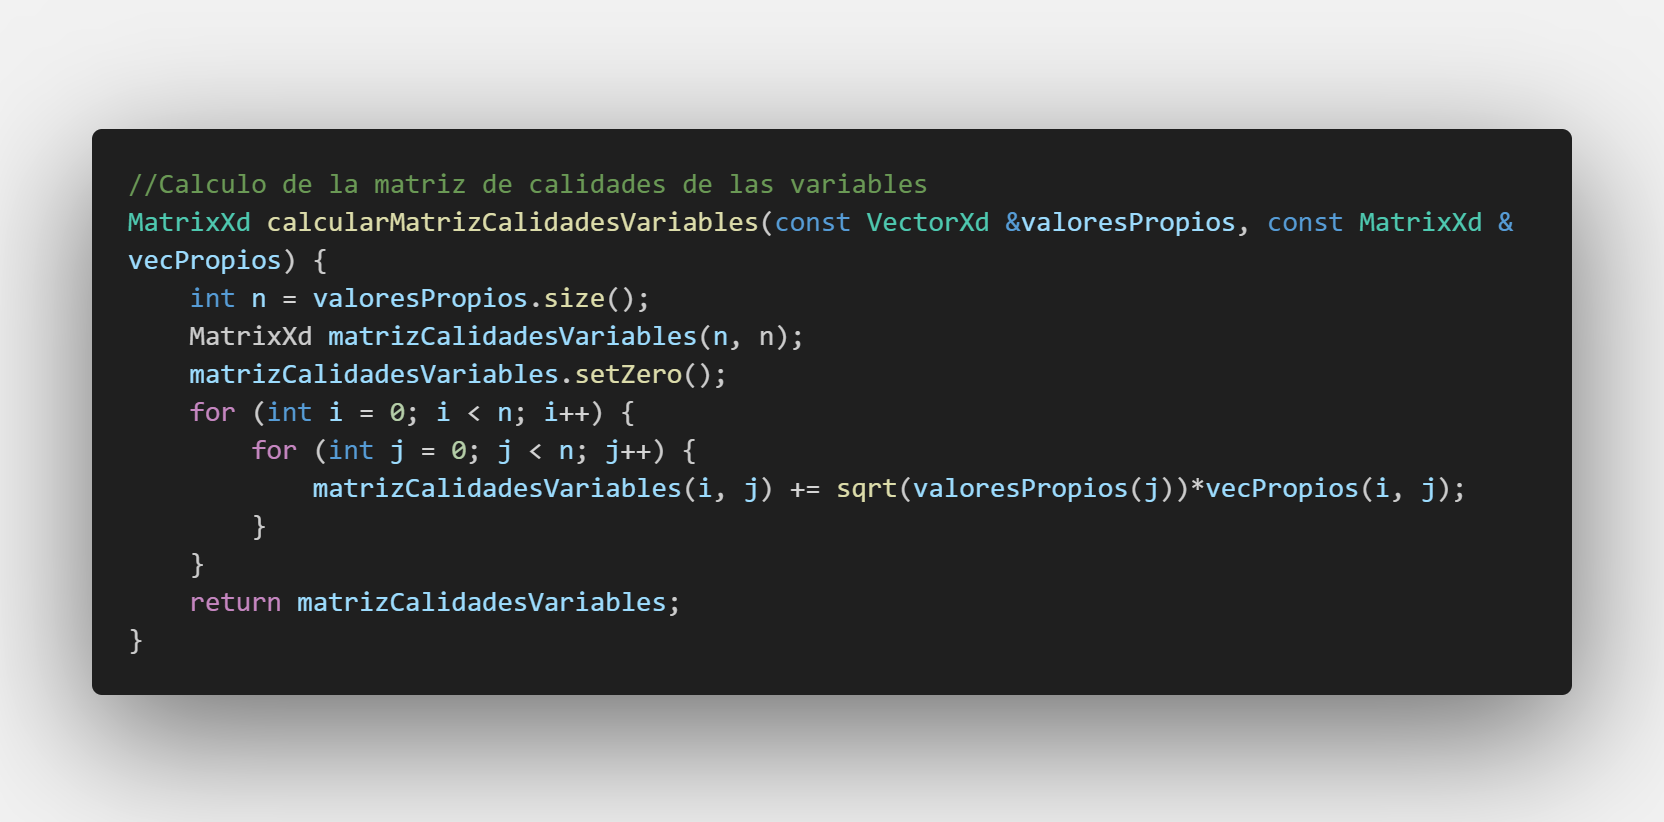 //Calculo de la matriz de calidades de las variables
MatrixXd calcularMatrizCalidadesVariables(const VectorXd &valoresPropios, const MatrixXd &
vecPropios) {
    int n = valoresPropios.size();
    MatrixXd matrizCalidadesVariables(n, n);
    matrizCalidadesVariables.setZero();
    for (int i = 0; i < n; i++) {
        for (int j = 0; j < n; j++) {
            matrizCalidadesVariables(i, j) += sqrt(valoresPropios(j))*vecPropios(i, j);
        }
    }
    return matrizCalidadesVariables;
}